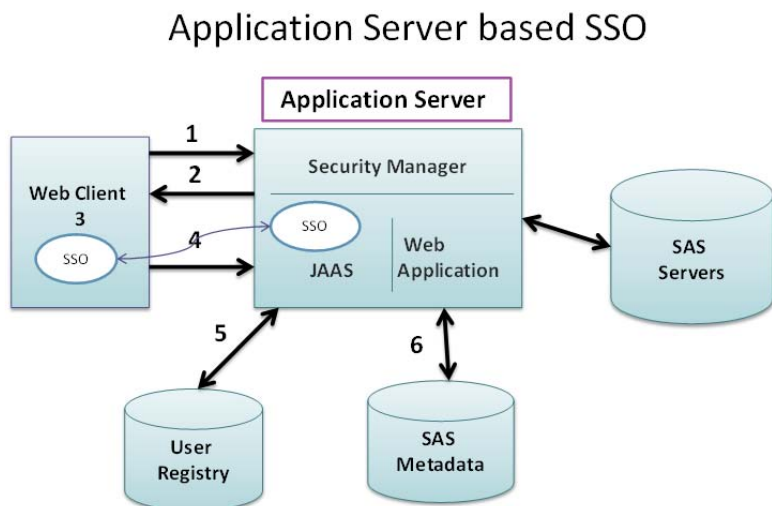 Application Server based SSO
Application Server
1
Security Manager
2
Web Client
3
SSO
4
SSO
JAAS
Web
Application
SAS
Servers
5
6
User
Registry
SAS
Metadata